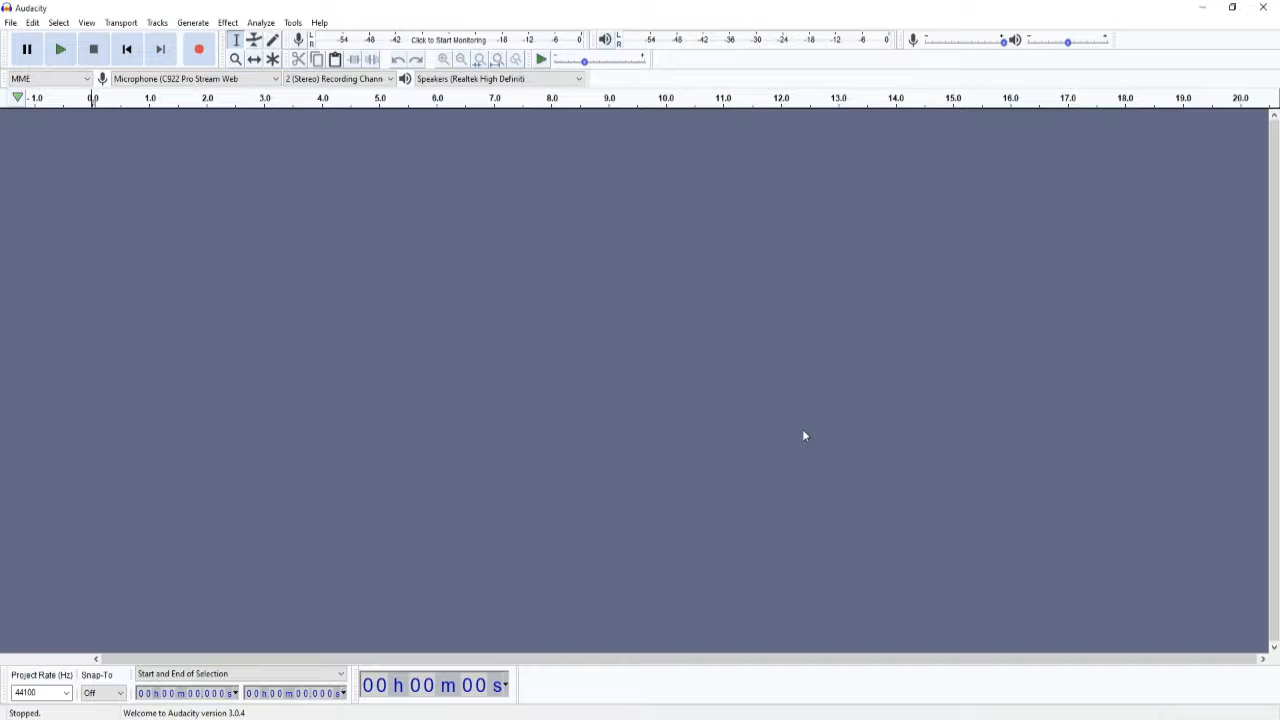 Audacity
File Edit Select View Transport Tracks Generate Effect Analyze Tools Help
L -54 -48 -42 Click to Start Monitoring -18 -12 -6 0 L -54 -48 -42 -36 -30 -24 -18 -12 -6 0 - + - +
R R
- +
MME Microphone (C922 Pro Stream Web 2 (Stereo) Recording Chann Speakers (Realtek High Definiti
- 1.0 0.0 1.0 2.0 3.0 4.0 5.0 6.0 7.0 8.0 9.0 10.0 11.0 12.0 13.0 14.0 15.0 16.0 17.0 18.0 19.0 20.0
Project Rate (Hz) Snap-To Start and End of Selection
44100 Off 00 h 00 m 00.000 s 00 h 00 m 00.000 s 00 h 00 m 00 s
Stopped. Welcome to Audacity version 3.0.4